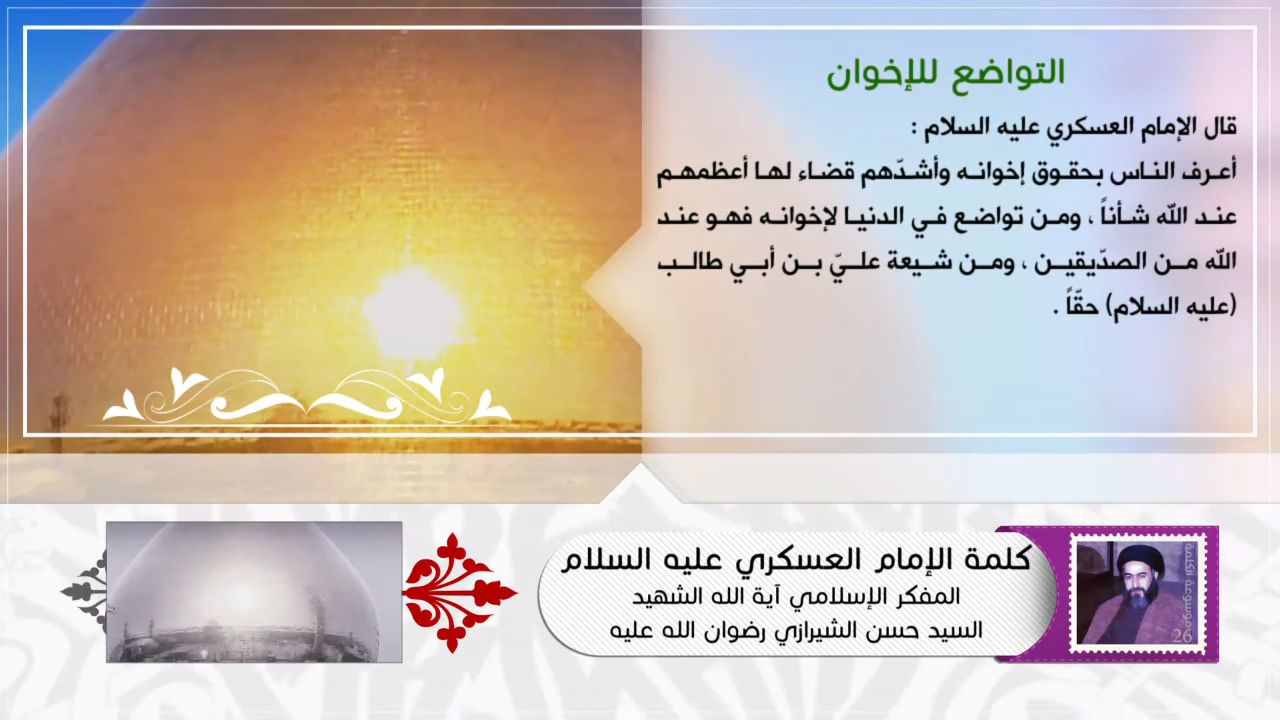 التواضع للإخوان
قال الإمام العسكري عليه السلام :
أعرف الناس بحقوق إخوانه وأشدّهم قضاء لها أعظمهم
عند الله شأناً ، ومن تواضع في الدنيا لإخوانه فهو عند
الله من الصدّيقين ، ومن شيعة عليّ بن أبي طالب
(عليه السلام) حقّاً .
كلمة الإمام العسكري عليه السلام
المفكر الإسلامي آية الله الشهيد
السيد حسن الشيرازي رضوان الله عليه
موسوعة الكلمة
26